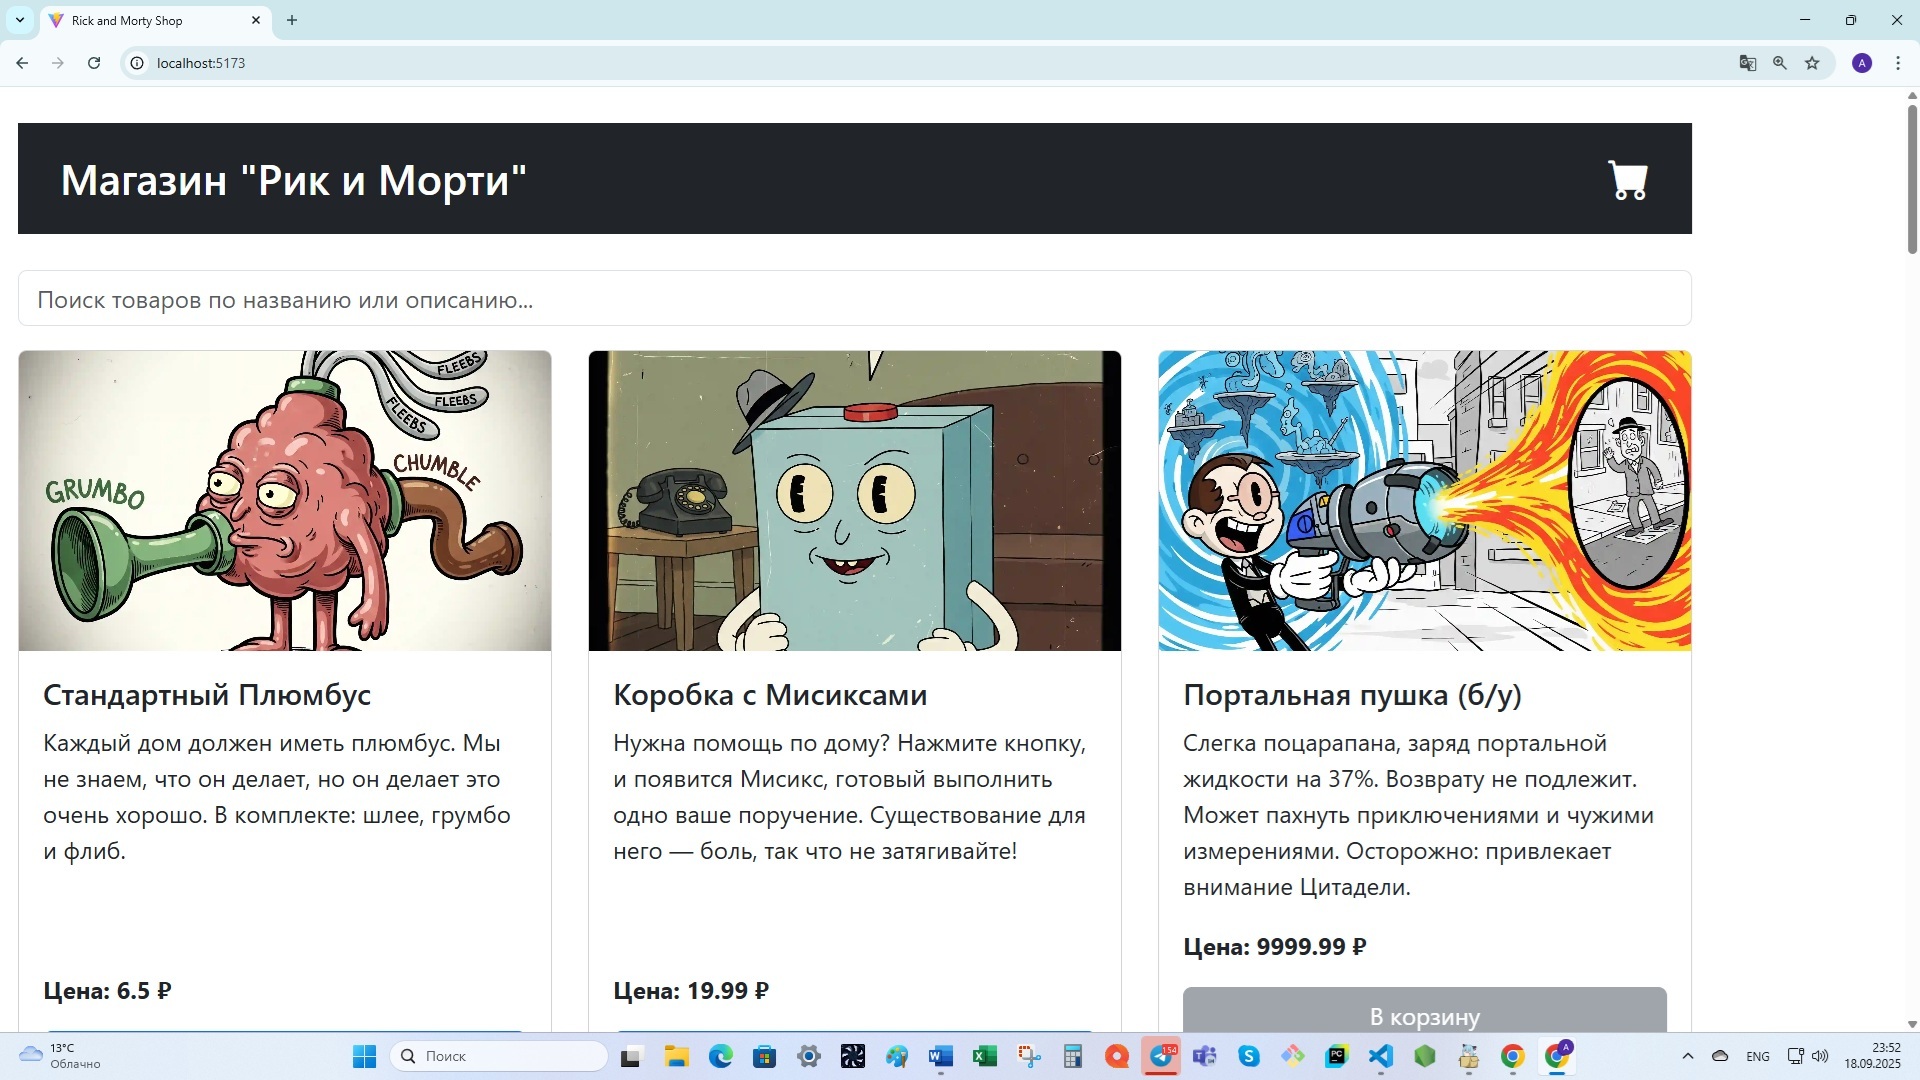 Rick and Morty Shop
localhost:5173
A
Магазин "Рик и Морти"
Поиск товаров по названию или описанию...
FLEEBS
FLEEBS
FLEEBS
GRUMBO
CHUMBLE
Стандартный Плюмбус
Каждый дом должен иметь плюмбус. Мы
не знаем, что он делает, но он делает это
очень хорошо. В комплекте: шлее, грумбо
и флиб.
Цена: 6.5 ₽
Коробка с Мисиксами
Нужна помощь по дому? Нажмите кнопку,
и появится Мисикс, готовый выполнить
одно ваше поручение. Существование для
него — боль, так что не затягивайте!
Цена: 19.99 ₽
Портальная пушка (б/у)
Слегка поцарапана, заряд портальной
жидкости на 37%. Возврату не подлежит.
Может пахнуть приключениями и чужими
измерениями. Осторожно: привлекает
внимание Цитадели.
Цена: 9999.99 ₽
В корзину
13°C
Облачно
Поиск
154
PC
A
ENG
23:52
18.09.2025